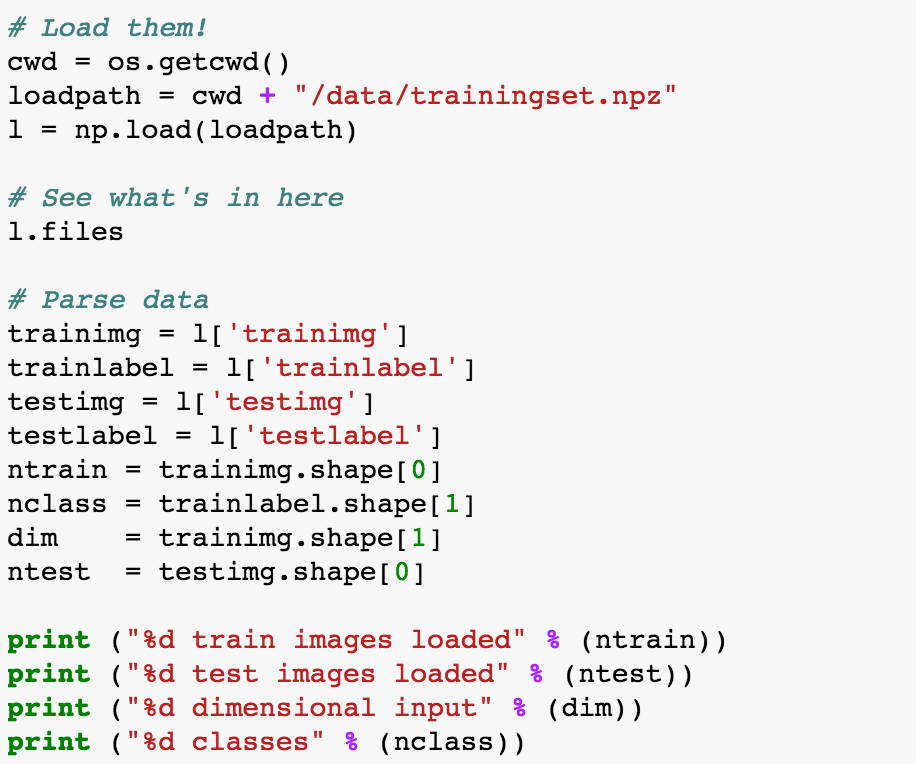 # Load them!
cwd = os.getcwd()
loadpath = cwd + "/data/trainingset.npz"
l = np.load(loadpath)
# See what's in here
l.files
# Parse data
trainimg = l['trainimg']
trainlabel = l['trainlabel']
testimg = l['testimg']
testlabel = l['testlabel']
ntrain = trainimg.shape[0]
nclass = trainlabel.shape[1]
dim    = trainimg.shape[1]
ntest  = testimg.shape[0]
print ("%d train images loaded" % (ntrain))
print ("%d test images loaded" % (ntest))
print ("%d dimensional input" % (dim))
print ("%d classes" % (nclass))